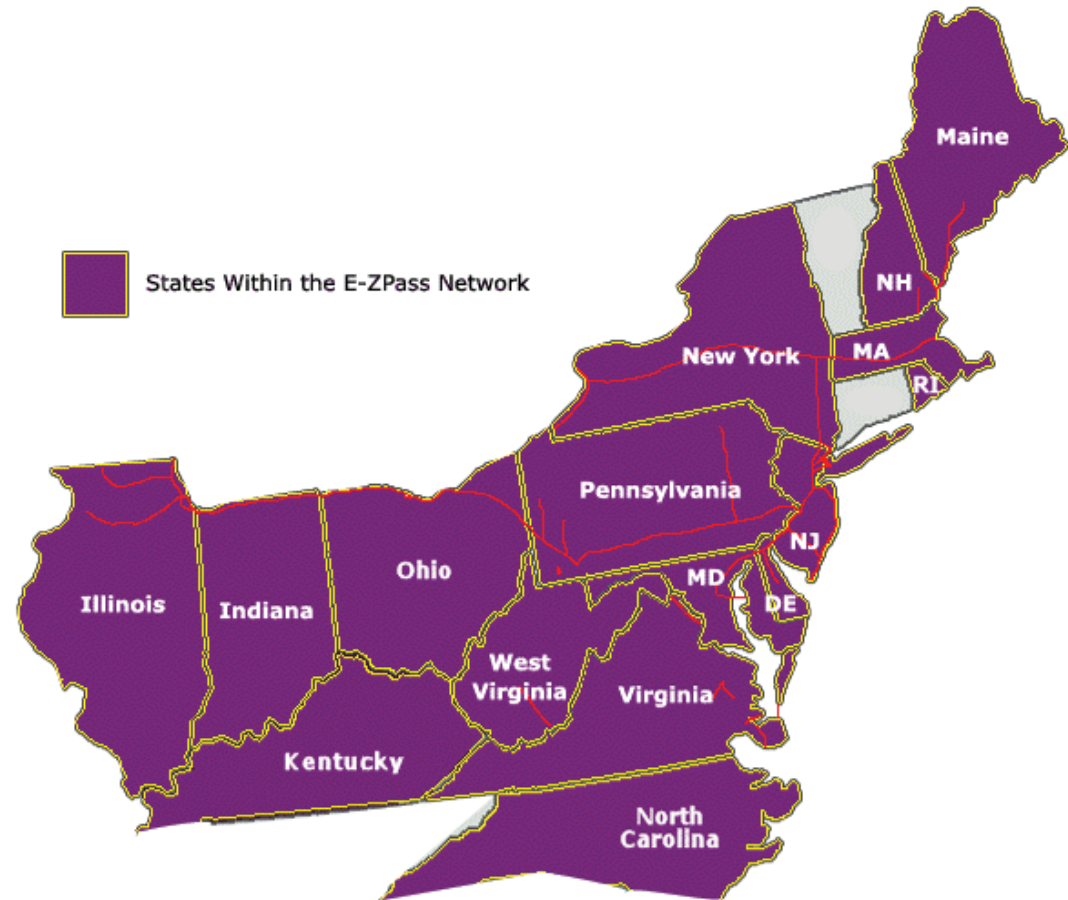 Maine
States Within the E-ZPass Network
NH
New York
MA
RI
Pennsylvania
NJ
Ohio
MD
Illinois
Indiana
DE
West
Virginia
Virginia
Kentucky
North
Carolina